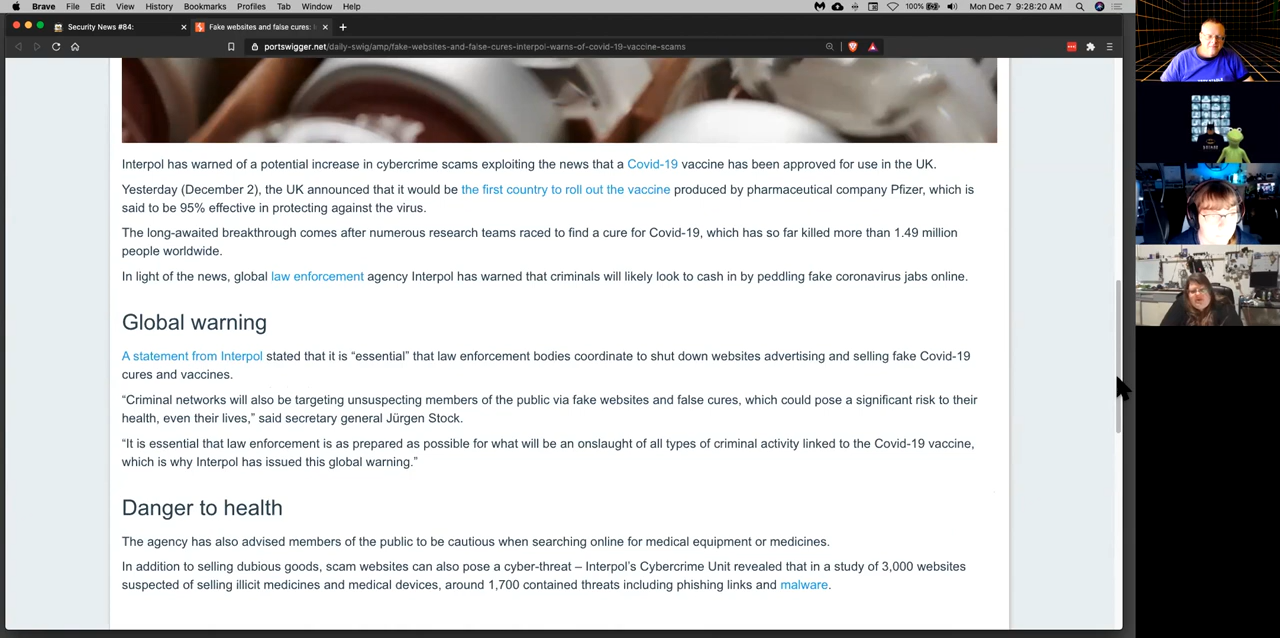 Brave File Edit View History Bookmarks Profiles Tab Window Help 100% Mon Dec 7 9:28:20 AM
Security News #84: Fake websites and false cures: I
portswigger.net/daily-swig/amp/fake-websites-and-false-cures-interpol-warns-of-covid-19-vaccine-scams
Interpol has warned of a potential increase in cybercrime scams exploiting the news that a Covid-19 vaccine has been approved for use in the UK.
Yesterday (December 2), the UK announced that it would be the first country to roll out the vaccine produced by pharmaceutical company Pfizer, which is
said to be 95% effective in protecting against the virus.
The long-awaited breakthrough comes after numerous research teams raced to find a cure for Covid-19, which has so far killed more than 1.49 million
people worldwide.
In light of the news, global law enforcement agency Interpol has warned that criminals will likely look to cash in by peddling fake coronavirus jabs online.
Global warning
A statement from Interpol stated that it is “essential” that law enforcement bodies coordinate to shut down websites advertising and selling fake Covid-19
cures and vaccines.
“Criminal networks will also be targeting unsuspecting members of the public via fake websites and false cures, which could pose a significant risk to their
health, even their lives,” said secretary general Jürgen Stock.
“It is essential that law enforcement is as prepared as possible for what will be an onslaught of all types of criminal activity linked to the Covid-19 vaccine,
which is why Interpol has issued this global warning.”
Danger to health
The agency has also advised members of the public to be cautious when searching online for medical equipment or medicines.
In addition to selling dubious goods, scam websites can also pose a cyber-threat – Interpol’s Cybercrime Unit revealed that in a study of 3,000 websites
suspected of selling illicit medicines and medical devices, around 1,700 contained threats including phishing links and malware.